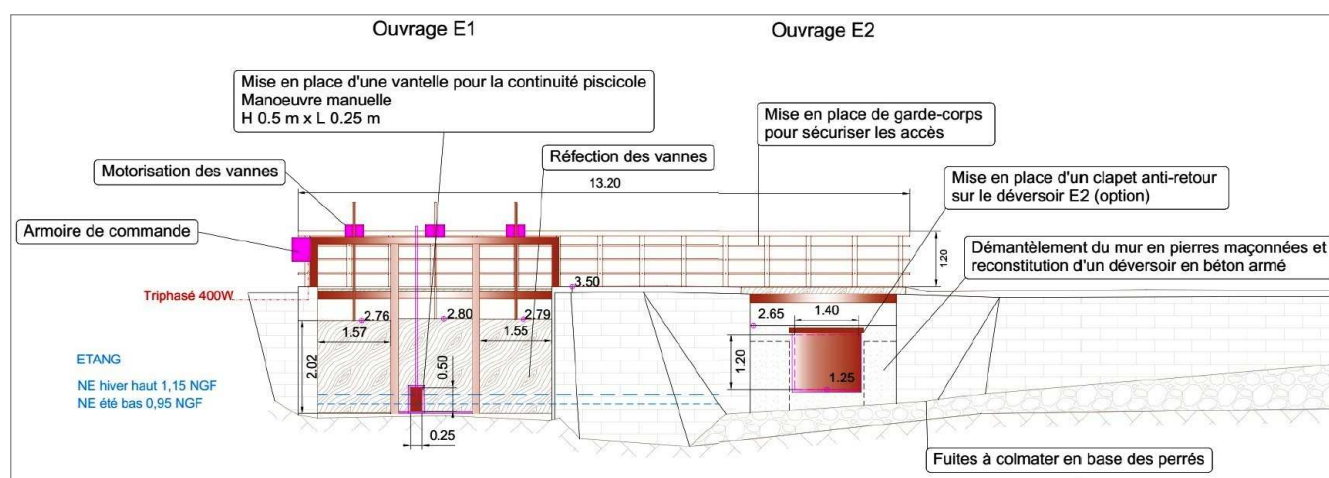 Ouvrage E1
Ouvrage E2
Mise en place d'une vantelle pour la continuité piscicole
Manoeuvre manuelle
H 0.5 m x L 0.25 m
Mise en place de garde-corps
pour sécuriser les accès
Motorisation des vannes
Réfection des vannes
Mise en place d'un clapet anti-retour
sur le déversoir E2 (option)
13.20
Armoire de commande
Démantèlement du mur en pierres maçonnées et
reconstitution d'un déversoir en béton armé
1.20
Triphasé 400W
3.50
2.76
2.80
2.79
2.65
1.40
1.57
1.55
2.02
0.50
1.20
1.25
ETANG
NE hiver haut 1,15 NGF
NE été bas 0,95 NGF
0.25
Fuites à colmater en base des perrés